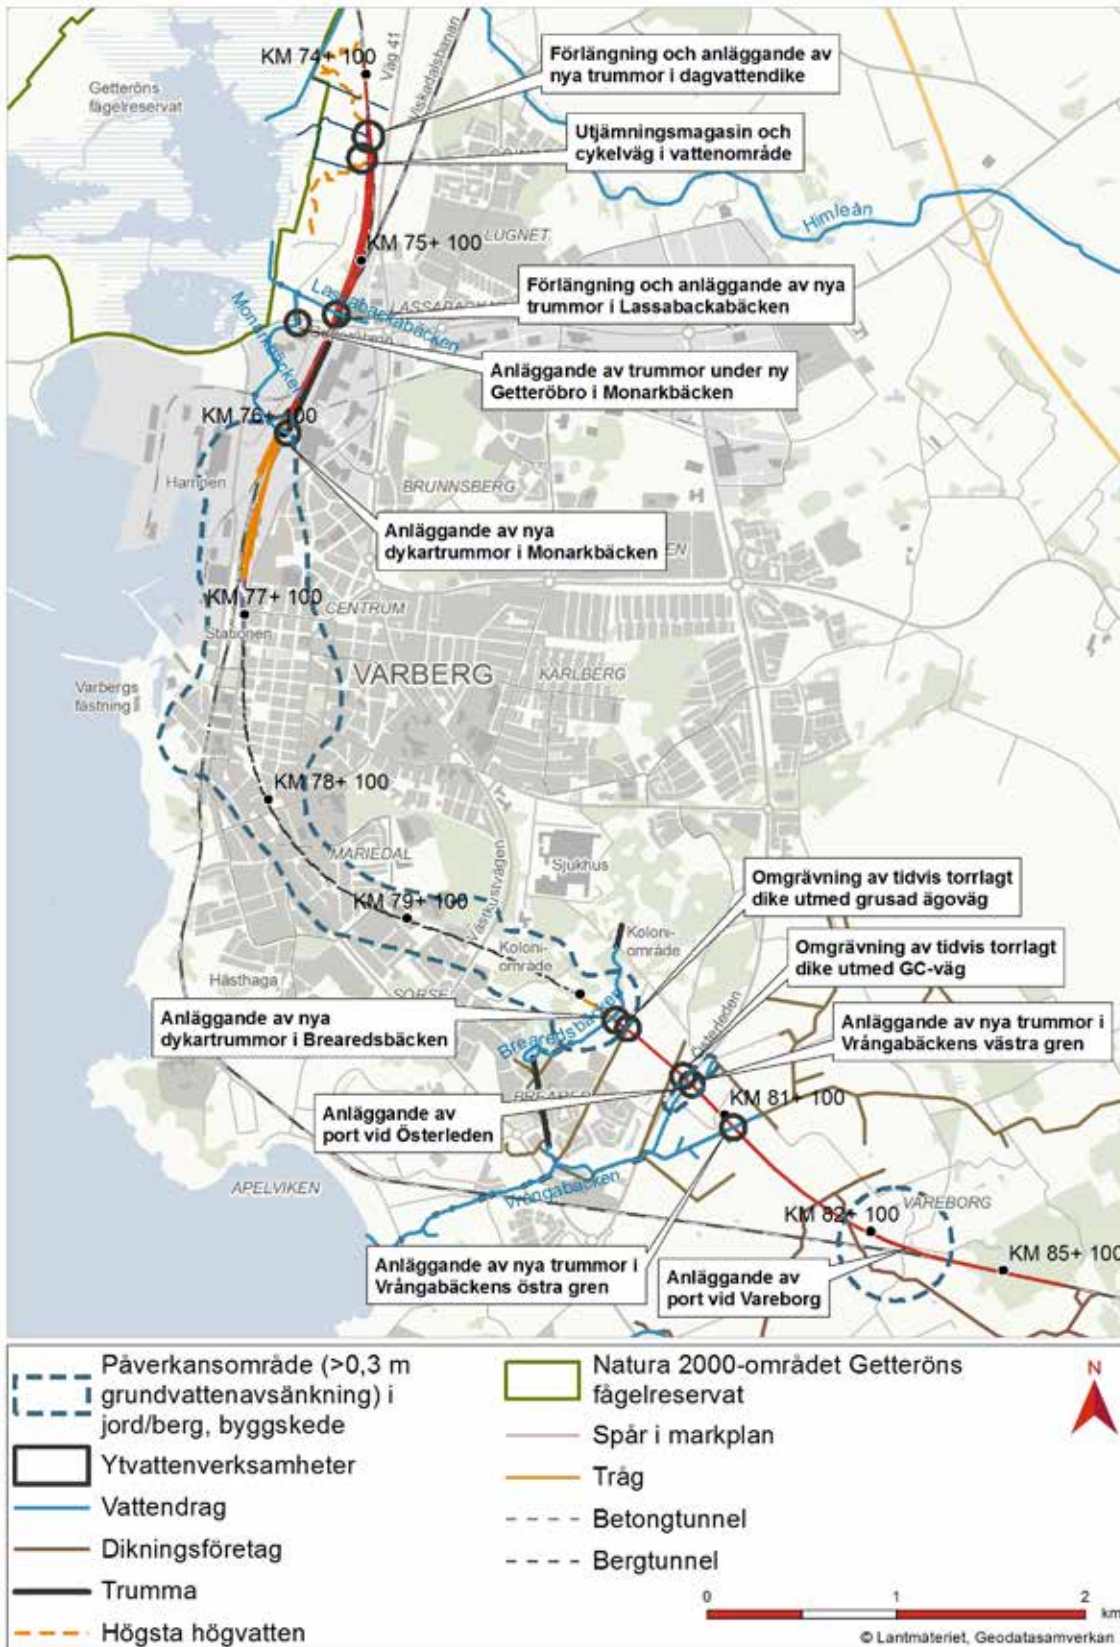 KM 74+ 100
Väg 41
Viskadalsbanan
Getteröns
fågelreservat
Förlängning och anläggande av
nya trummor i dagvattendike
Utjämningsmagasin och
cykelväg i vattenområde
Himleån
KM 75+ 100
LUGNET
Lassabackabäcken
Förlängning och anläggande av nya
trummor i Lassabackabäcken
Monarkbäcken
Anläggande av trummor under ny
Getteröbro i Monarkbäcken
KM 76+ 100
Hamnen
BRUNNSBERG
Anläggande av nya
dykartrummor i Monarkbäcken
KM 77+ 100
CENTRUM
Stationen
VARBERG
KARLBERG
Varbergs
fästning
KM 78+ 100
MARIEDAL
Sjukhus
Västkustvägen
KM 79+ 100
Omgrävning av tidvis torrlagt
dike utmed grusad ägoväg
Koloni-
område
Koloni-
område
Omgrävning av tidvis torrlagt
dike utmed GC-väg
Hästhaga
SÖRSE
Anläggande av nya
dykartrummor i Brearedsbäcken
Brearedsbäcken
Österleden
Anläggande av nya trummor i
Vrångabäckens västra gren
KM 81+ 100
Anläggande av
port vid Österleden
BREARED
APELVIKEN
Vrångabäcken
VAREBORG
KM 82+ 100
KM 85+ 100
Anläggande av nya trummor i
Vrångabäckens östra gren
Anläggande av
port vid Vareborg
Påverkansområde (>0,3 m
grundvattenavsänkning) i
jord/berg, byggskede
Ytvattenverksamheter
Vattendrag
Dikningsföretag
Trumma
Högsta högvatten
Natura 2000-området Getteröns
fågelreservat
Spår i markplan
Tråg
Betongtunnel
Bergtunnel
N
0 1 2
km
© Lantmäteriet, Geodatasamverkan